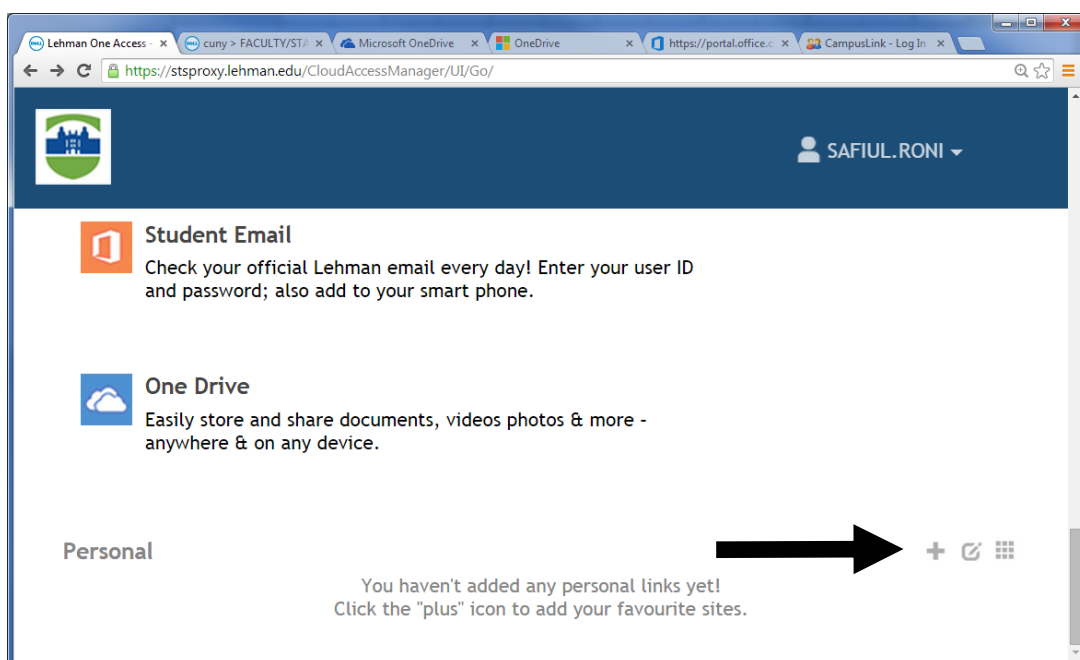 Lehman One Access -
cuny > FACULTY/STA
Microsoft OneDrive
OneDrive
https://portal.office.c
CampusLink - Log In
https://stsproxy.lehman.edu/CloudAccessManager/UI/Go/
SAFIUL.RONI
Student Email
Check your official Lehman email every day! Enter your user ID
and password; also add to your smart phone.
One Drive
Easily store and share documents, videos photos & more -
anywhere & on any device.
Personal
You haven't added any personal links yet!
Click the "plus" icon to add your favourite sites.